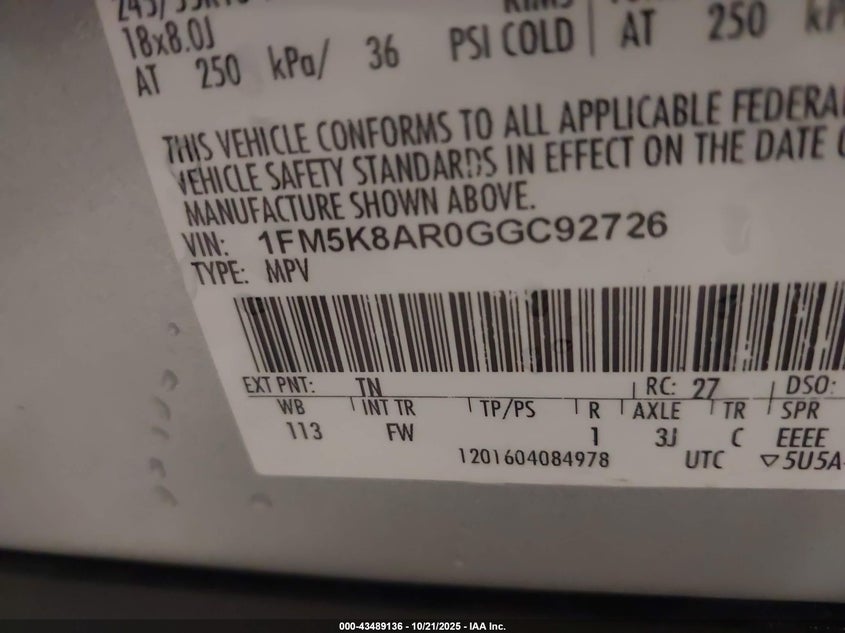 18x8.0J
AT 250 kPa/ 36 PSI COLD AT 250
THIS VEHICLE CONFORMS TO ALL APPLICABLE FEDERAL
VEHICLE SAFETY STANDARDS IN EFFECT ON THE DATE
MANUFACTURE SHOWN ABOVE.
VIN: 1FM5K8AR0GGC92726
TYPE: MPV
EXT PNT: TN RC: 27 DSO:
WB INT TR TP/PS R AXLE TR SPR
113 FW 1 3J C EEEE
1201604084978 UTC ▽5U5A
000-43489136 - 10/21/2025 - IAA Inc.